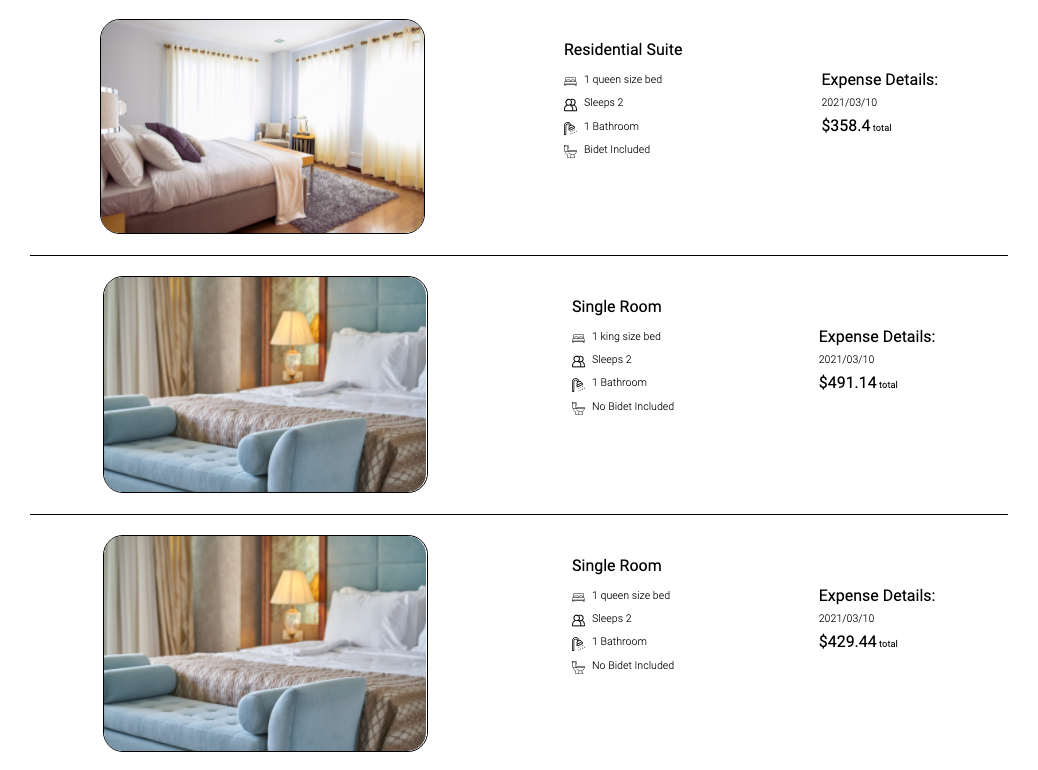 Residential Suite
1 queen size bed
Sleeps 2
1 Bathroom
Bidet Included
Expense Details:
2021/03/10
$358.4 total
Single Room
1 king size bed
Sleeps 2
1 Bathroom
No Bidet Included
Expense Details:
2021/03/10
$491.14 total
Single Room
1 queen size bed
Sleeps 2
1 Bathroom
No Bidet Included
Expense Details:
2021/03/10
$429.44 total